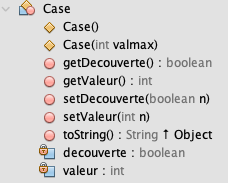 Case
Case()
Case(int valmax)
getDecouverte() : boolean
getValeur() : int
setDecouverte(boolean n)
setValeur(int n)
toString() : String ↑ Object
decouverte : boolean
valeur : int